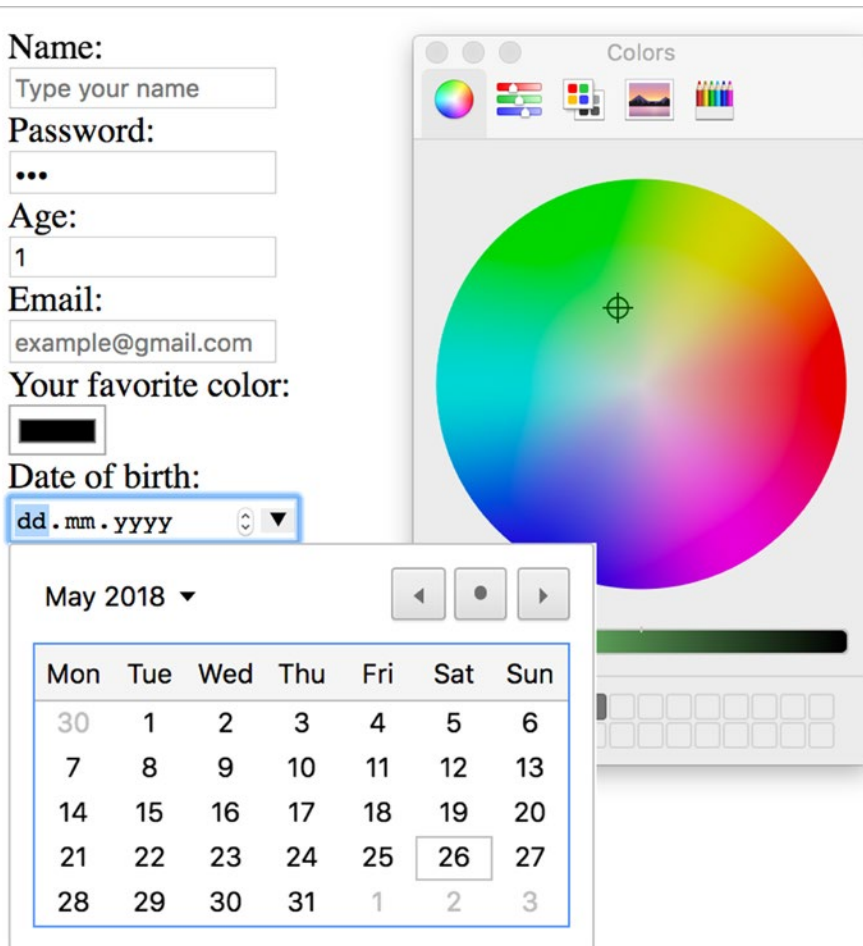 Name:
Type your name
Password:
•••
Age:
1
Email:
example@gmail.com
Your favorite color:
Date of birth:
dd.mm.yyyy
May 2018
Mon Tue Wed Thu Fri Sat Sun
30 1 2 3 4 5 6
7 8 9 10 11 12 13
14 15 16 17 18 19 20
21 22 23 24 25 26 27
28 29 30 31 1 2 3
Colors